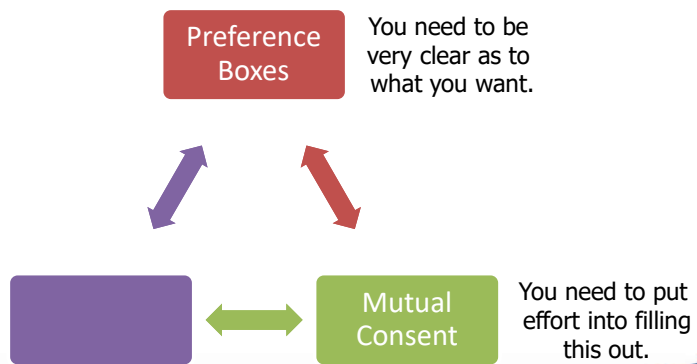 Preference
Boxes
You need to be
very clear as to
what you want.
Mutual
Consent
You need to put
effort into filling
this out.